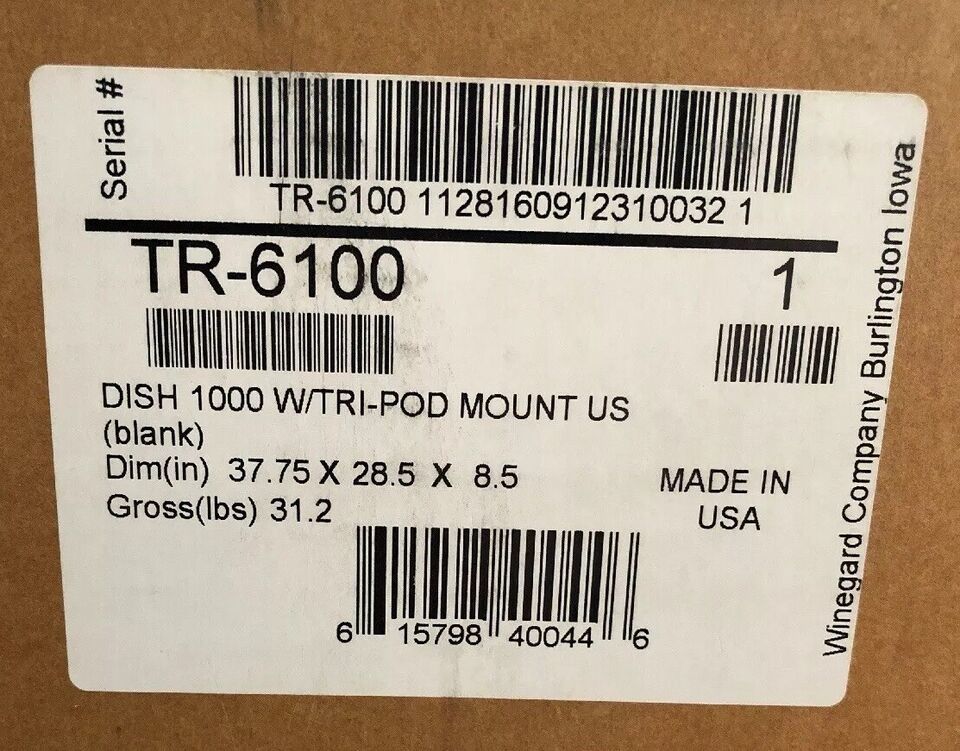 Serial #
TR-6100 1128160912310032 1
TR-6100
1
DISH 1000 W/TRI-POD MOUNT US
(blank)
Dim(in) 37.75 X 28.5 X 8.5
Gross(lbs) 31.2
MADE IN
USA
6 15798 40044 6
Winegard Company Burlington Iowa